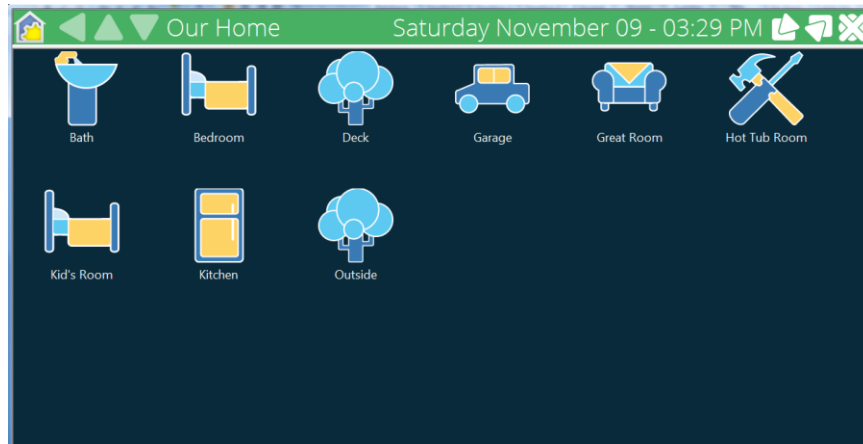 Our Home Saturday November 09 - 03:29 PM
Bath Bedroom Deck Garage Great Room Hot Tub Room
Kid's Room Kitchen Outside